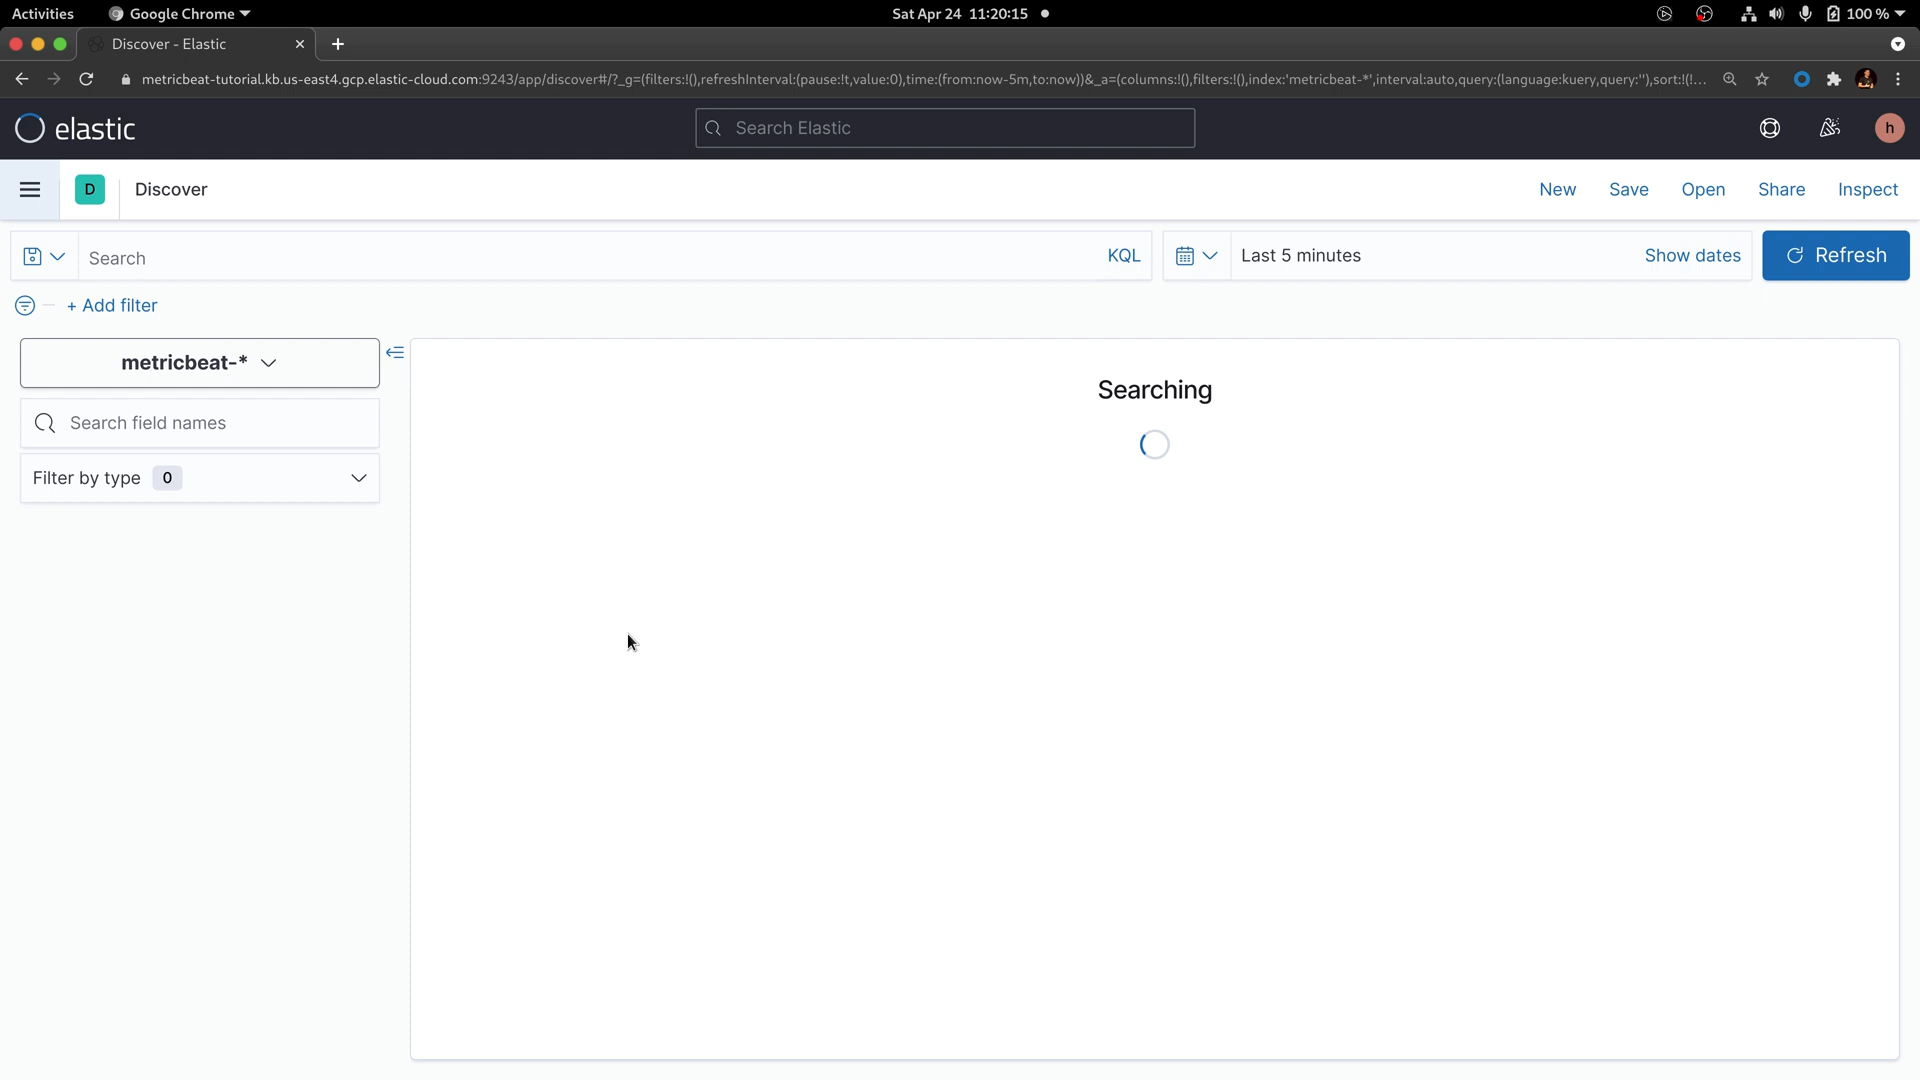 Activities
Google Chrome
Sat Apr 24 11:20:15
100 %
Discover - Elastic
metricbeat-tutorial.kb.us-east4.gcp.elastic-cloud.com:9243/app/discover#/?_g=(filters:!(),refreshInterval:(pause:!t,value:0),time:(from:now-5m,to:now))&_a=(columns:!(),filters:!(),index:'metricbeat-*',interval:auto,query:(language:kuery,query:''),sort:!(!...
elastic
Search Elastic
h
D
Discover
New
Save
Open
Share
Inspect
Search
KQL
Last 5 minutes
Show dates
Refresh
+ Add filter
metricbeat-*
Search field names
Filter by type 0
Searching